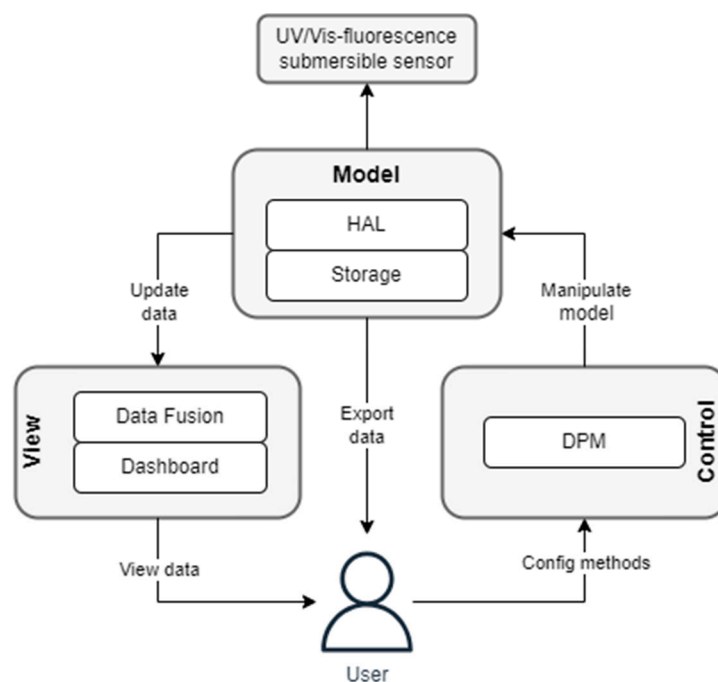 UV/Vis-fluorescence
submersible sensor
Model
HAL
Storage
Update
data
Manipulate
model
Export
data
View
Data Fusion
Dashboard
DPM
Control
View data
Config methods
User